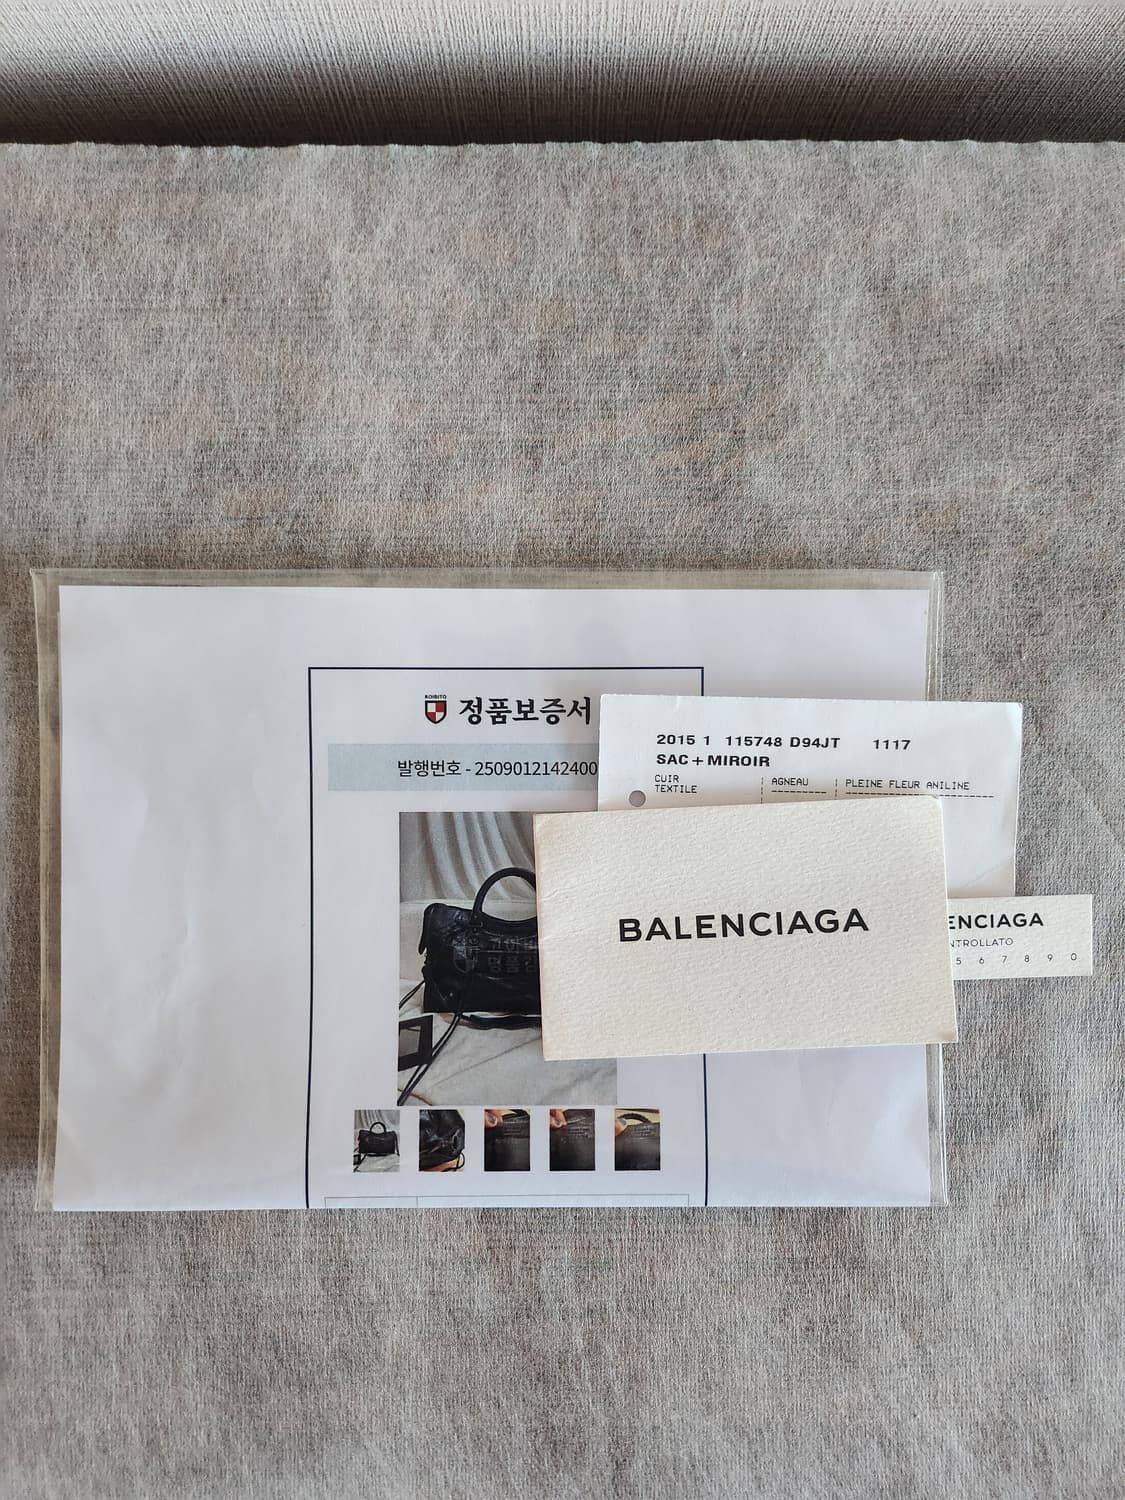 KOIBITO
정품보증서
발행번호 - 2509012142400
2015 1 115748 D94JT 1117
SAC + MIROIR
CUIR AGNEAU PLEINE FLEUR ANILINE
TEXTILE
BALENCIAGA
ENCIAGA
NTROLLATO
5 6 7 8 9 0